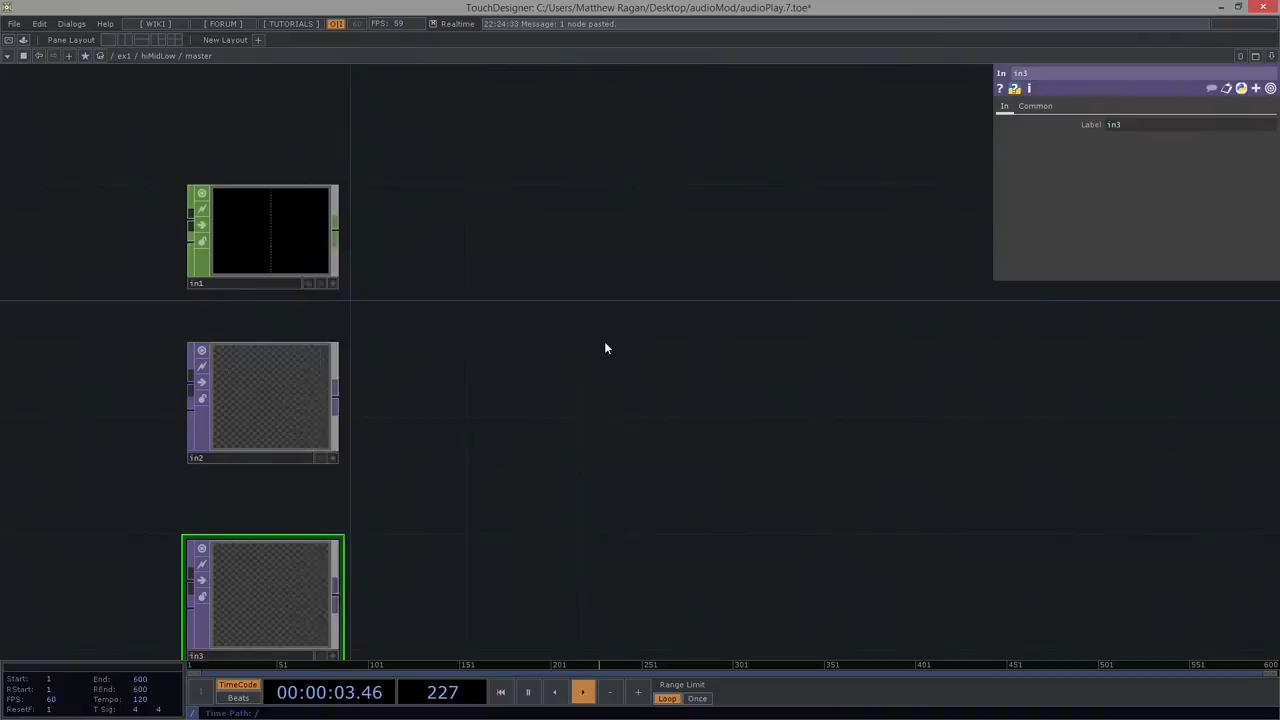 TouchDesigner: C:/Users/Matthew Ragan/Desktop/audioMod/audioPlay.7.toe*
File Edit Dialogs Help [ WIKI ] [ FORUM ] [ TUTORIALS ] O|I 60 FPS: 59 Realtime 22:24:33 Message: 1 node pasted.
Pane Layout New Layout +
/ ex1 / hiMidLow / master
In in3
? ? i
In Common
Label in3
in1
in2
in3
1 51 101 151 201 251 301 351 401 451 501 551 600
Start: 1 End: 600
RStart: 1 REnd: 600
FPS: 60 Tempo: 120
ResetF: 1 T Sig: 4 4
TimeCode
Beats
00:00:03.46
227
Range Limit
Loop Once
/ Time Path: /